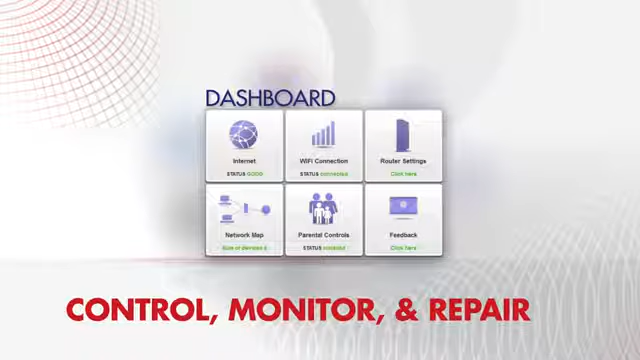 DASHBOARD
Internet
WiFi Connection
Router Settings
STATUS GOOD
STATUS connected
Click here
Network Map
Parental Controls
Feedback
STATUS
Click here
CONTROL, MONITOR, & REPAIR